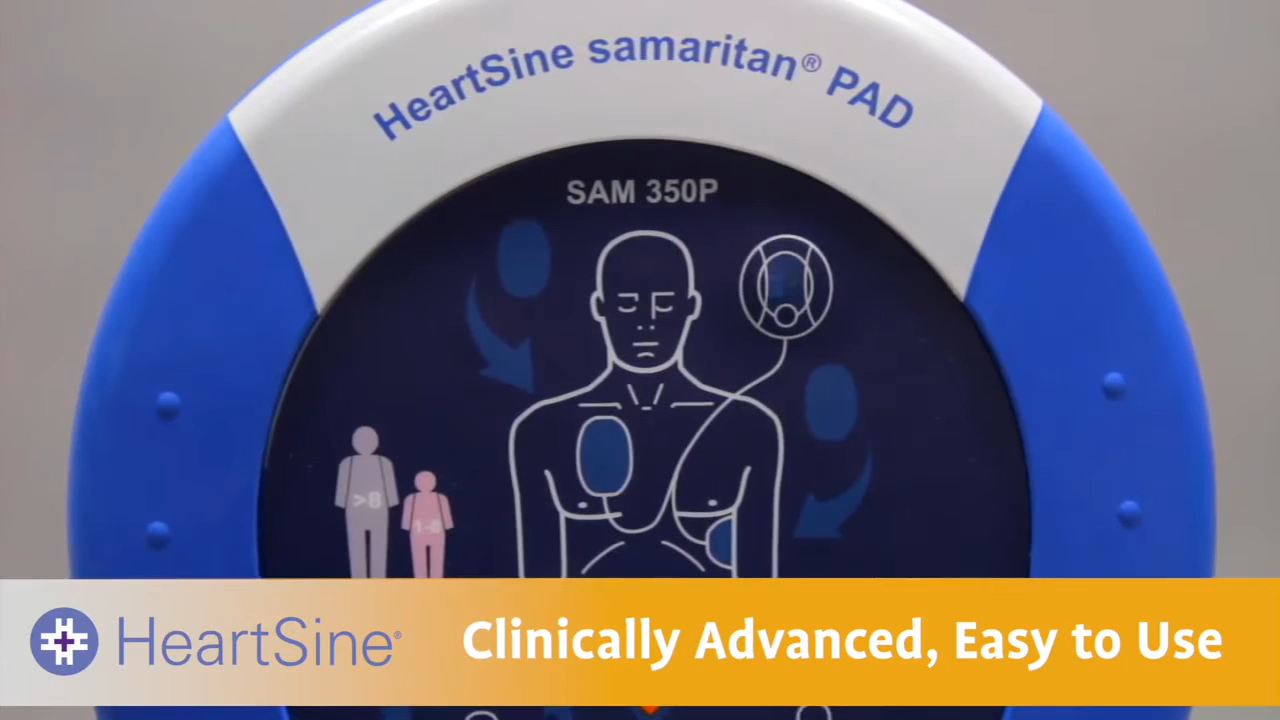 HeartSine samaritan® PAD
SAM 350P
>8
1-8
HeartSine®
Clinically Advanced, Easy to Use